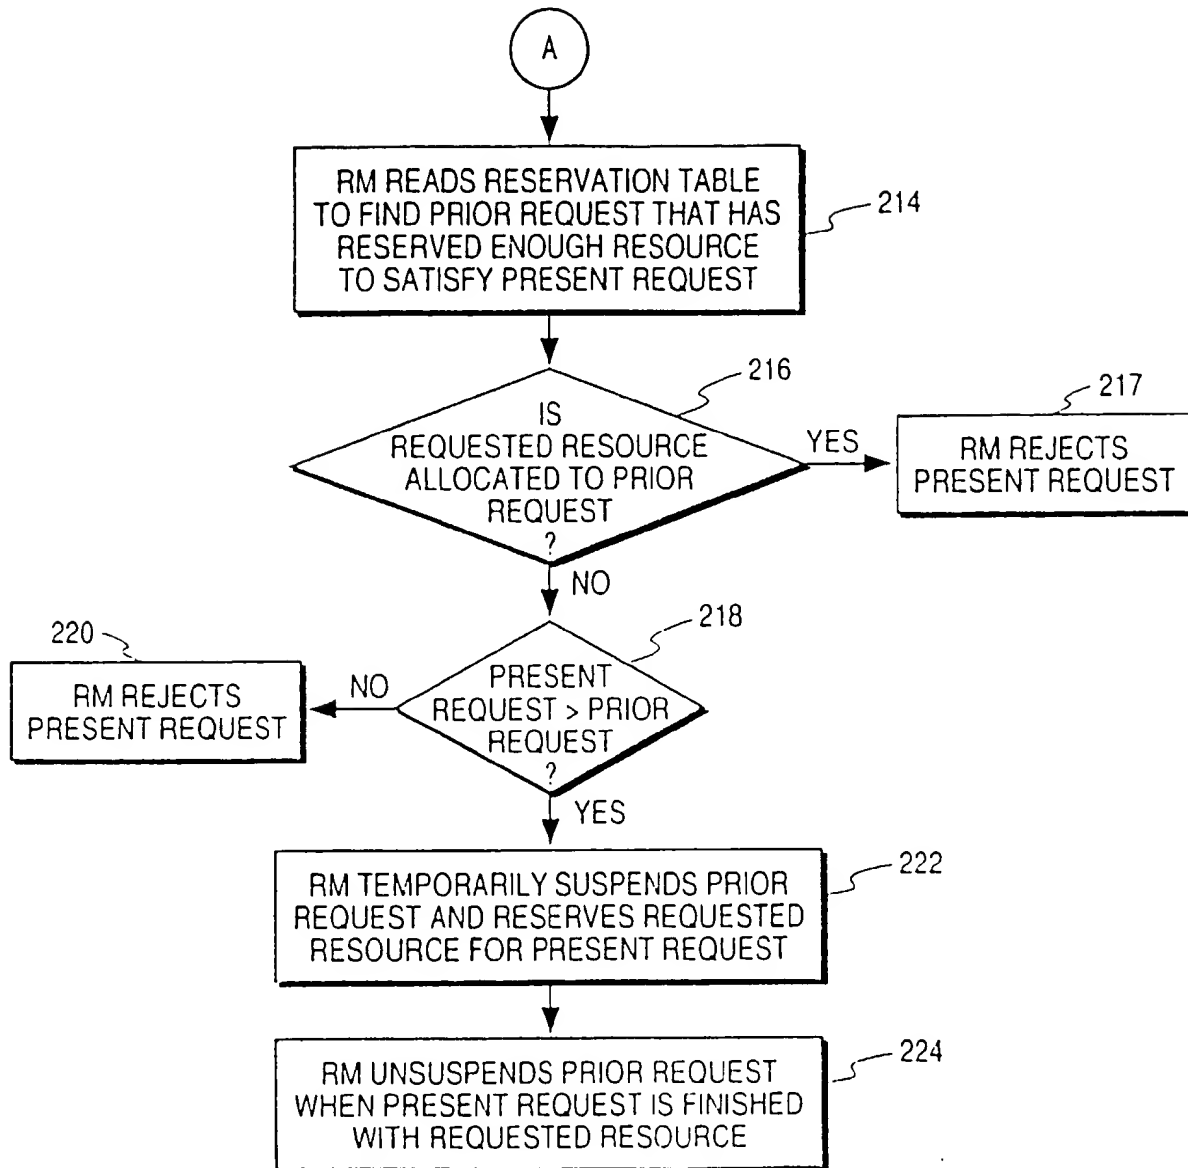 A
RM READS RESERVATION TABLE
TO FIND PRIOR REQUEST THAT HAS
RESERVED ENOUGH RESOURCE
TO SATISFY PRESENT REQUEST
214
216
IS
REQUESTED RESOURCE
ALLOCATED TO PRIOR
REQUEST
?
YES
217
RM REJECTS
PRESENT REQUEST
NO
218
PRESENT
REQUEST > PRIOR
REQUEST
?
NO
220
RM REJECTS
PRESENT REQUEST
YES
222
RM TEMPORARILY SUSPENDS PRIOR
REQUEST AND RESERVES REQUESTED
RESOURCE FOR PRESENT REQUEST
224
RM UNSUSPENDS PRIOR REQUEST
WHEN PRESENT REQUEST IS FINISHED
WITH REQUESTED RESOURCE